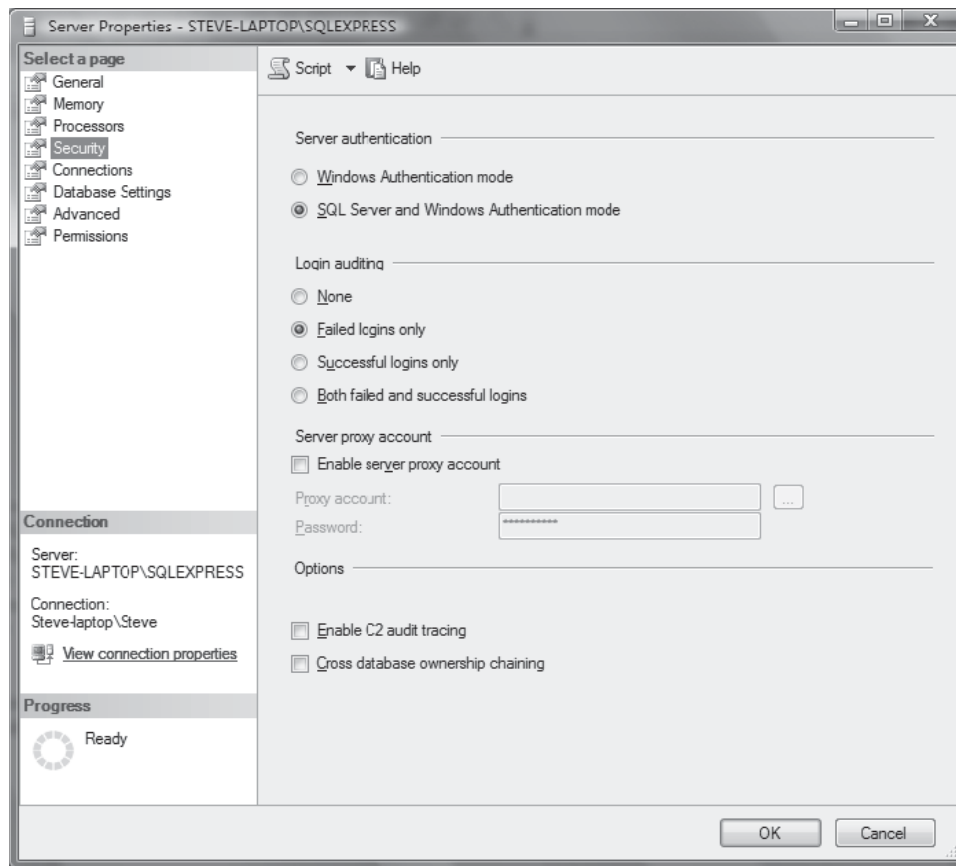 Server Properties - STEVE-LAPTOP\SQLEXPRESS
Select a page
General
Memory
Processors
Security
Connections
Database Settings
Advanced
Permissions
Script
Help
Server authentication
Windows Authentication mode
SQL Server and Windows Authentication mode
Login auditing
None
Failed logins only
Successful logins only
Both failed and successful logins
Server proxy account
Enable server proxy account
Proxy account:
...
Password:
**********
Options
Enable C2 audit tracing
Cross database ownership chaining
Connection
Server:
STEVE-LAPTOP\SQLEXPRESS
Connection:
Steve-laptop\Steve
View connection properties
Progress
Ready
OK
Cancel